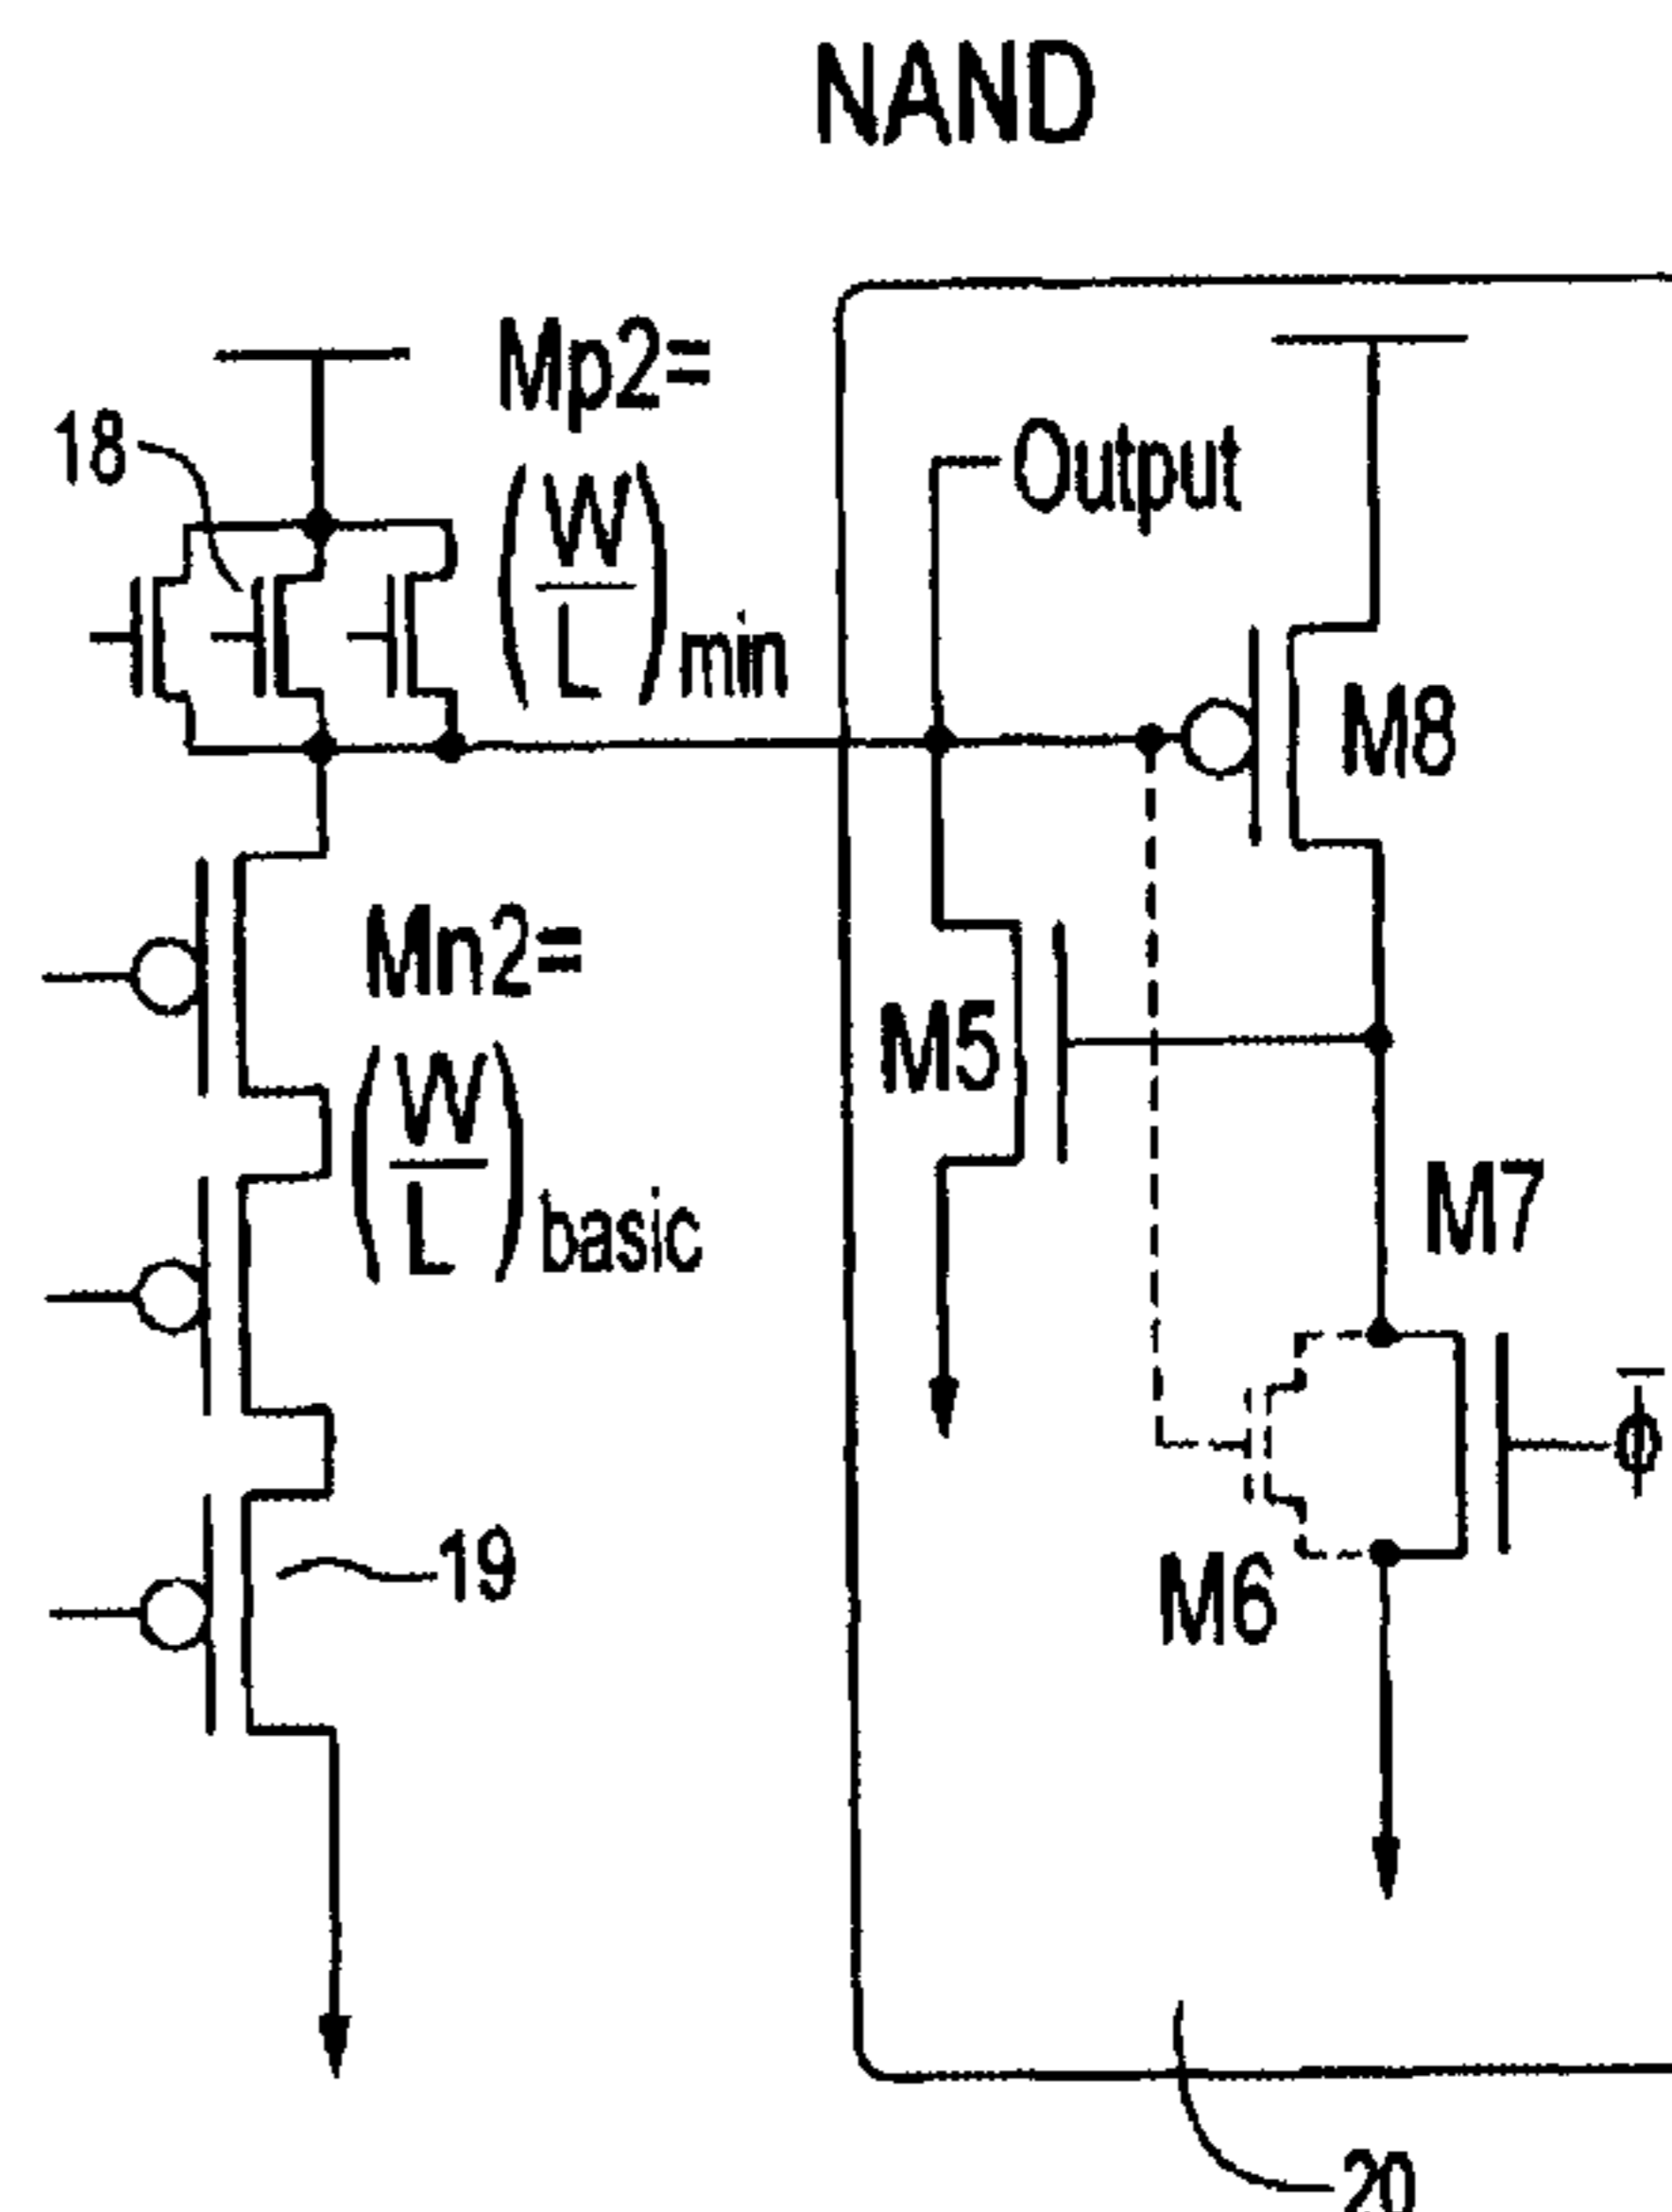 NAND
Mp2=
18
Output
(W/L)min
M8
Mn2=
M5
(W/L)basic
M7
ϕ̅
19
M6
20